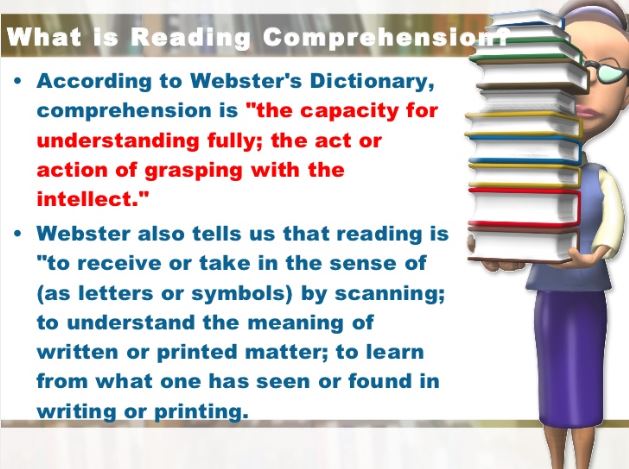 What is Reading Comprehension?
• According to Webster's Dictionary,
comprehension is "the capacity for
understanding fully; the act or
action of grasping with the
intellect."
• Webster also tells us that reading is
"to receive or take in the sense of
(as letters or symbols) by scanning;
to understand the meaning of
written or printed matter; to learn
from what one has seen or found in
writing or printing.